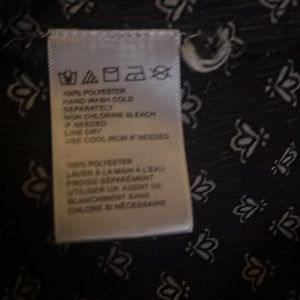 100% POLYESTER
HAND WASH COLD
SEPARATELY
NON CHLORINE BLEACH
IF NEEDED
LINE DRY
USE COOL IRON IF NEEDED
100% POLYESTER
LAVER À LA MAIN À L'EAU
FROIDE SÉPARÉMENT
UTILISER UN AGENT DE
BLANCHIMENT SANS
CHLORE SI NÉCESSAIRE